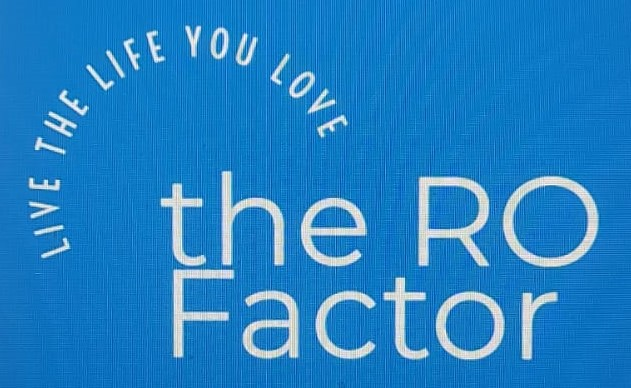 LIVE THE LIFE YOU LOVE
the RO
Factor